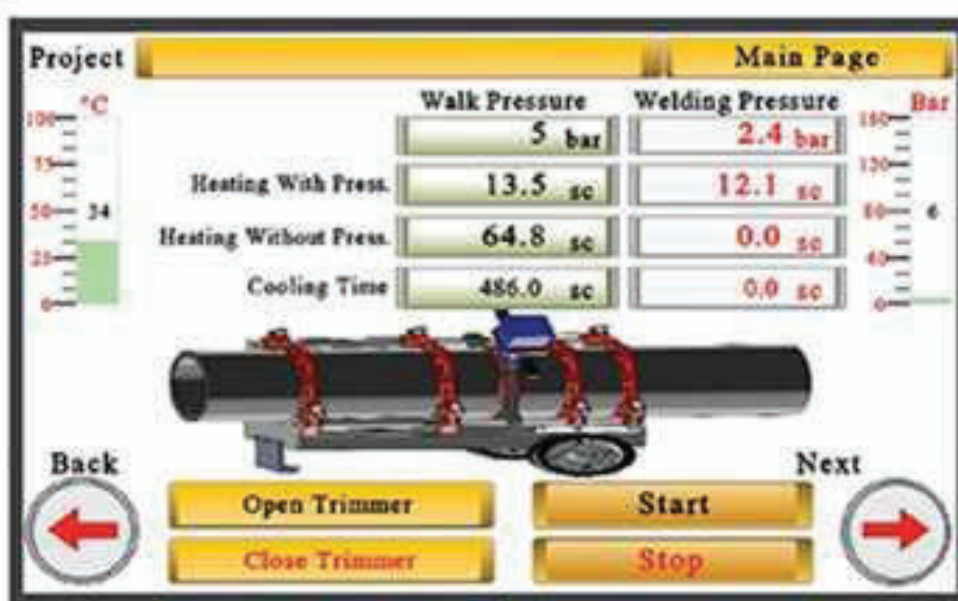 Project
Main Page
°C
Walk Pressure
Welding Pressure
Bar
100
5 bar
2.4 bar
150
75
120
Heating With Press.
13.5 sc
12.1 sc
50
34
80
6
Heating Without Press.
64.8 sc
0.0 sc
25
40
Cooling Time
486.0 sc
0.0 sc
0
0
Back
Next
Open Trimmer
Start
Close Trimmer
Stop